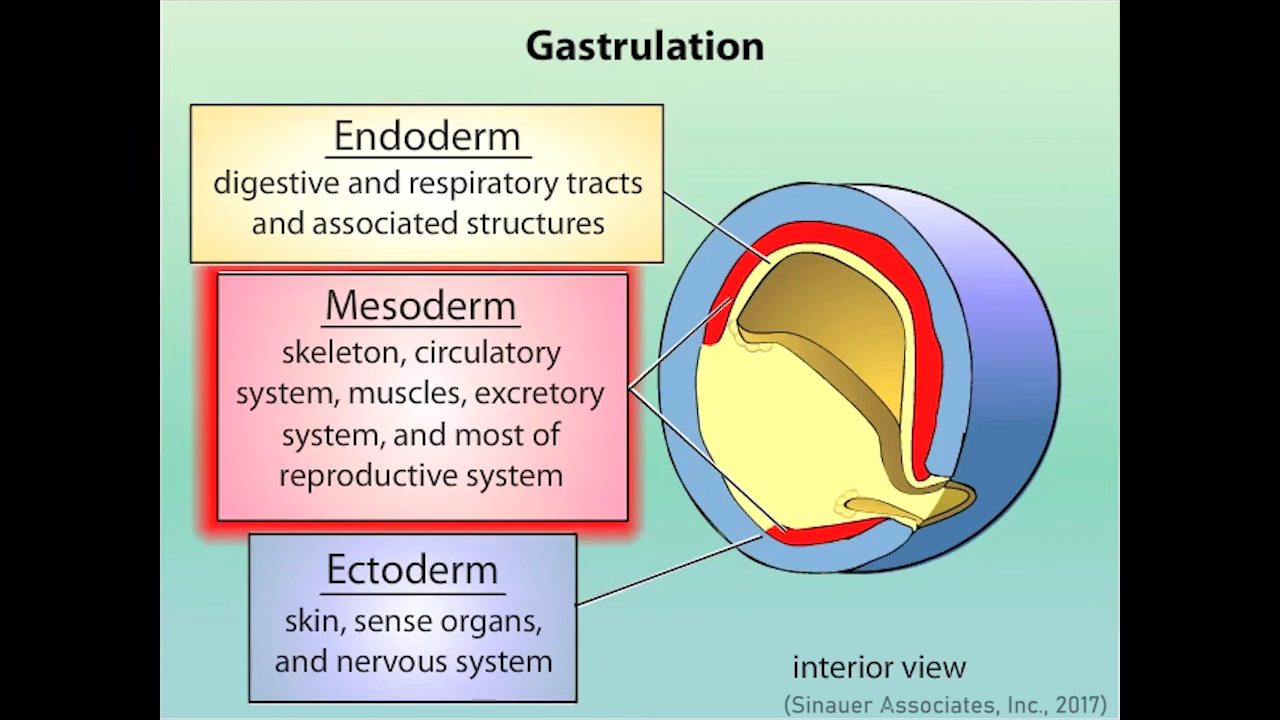 Gastrulation
Endoderm
digestive and respiratory tracts
and associated structures
Mesoderm
skeleton, circulatory
system, muscles, excretory
system, and most of
reproductive system
Ectoderm
skin, sense organs,
and nervous system
interior view
(Sinauer Associates, Inc., 2017)